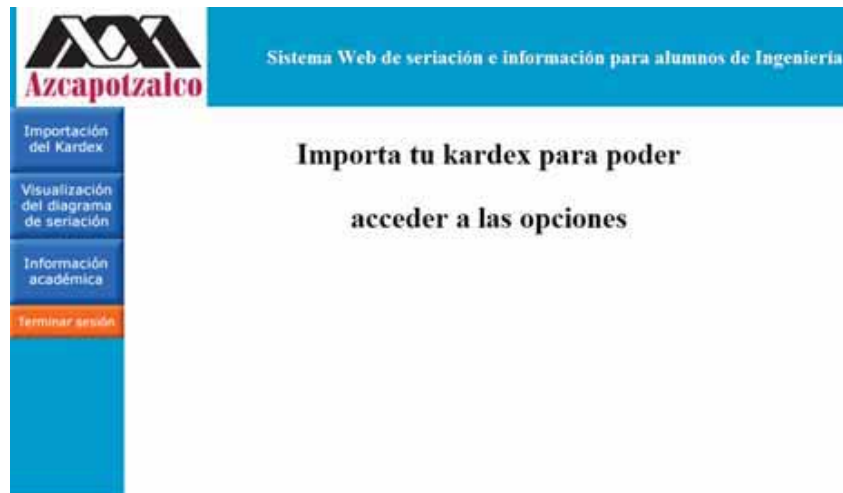 Azcapotzalco
Sistema Web de seriación e información para alumnos de Ingeniería
Importación
del Kardex
Visualización
del diagrama
de seriación
Información
académica
Terminar sesión
Importa tu kardex para poder
acceder a las opciones